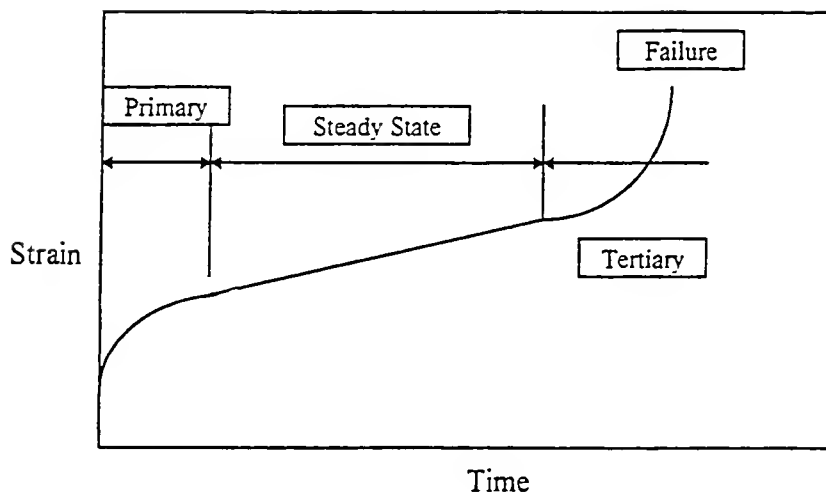 Failure
Primary
Steady State
Strain
Tertiary
Time